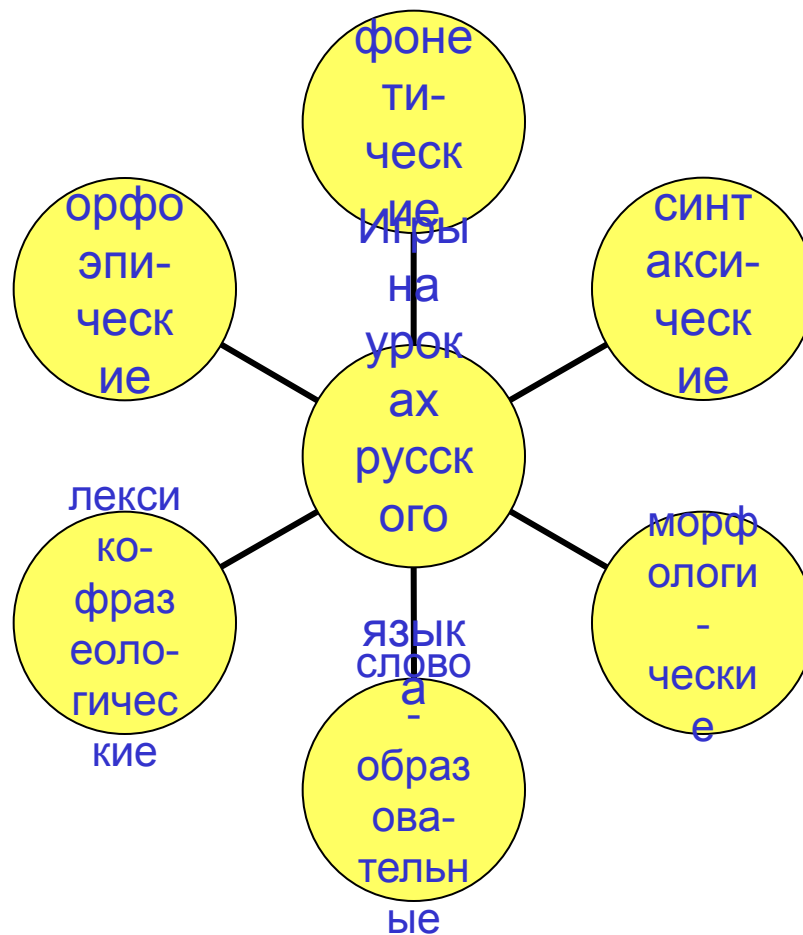 фоне
ти-
ческ
ие
орфо
эпи-
ческ
ие
синт
акси-
ческ
ие
Игры
на
урок
ах
русск
ого
язык
а
лекси
ко-
фраз
еоло-
гичес
кие
морф
ологи
-
чески
е
слово
-
образ
ова-
тельн
ые